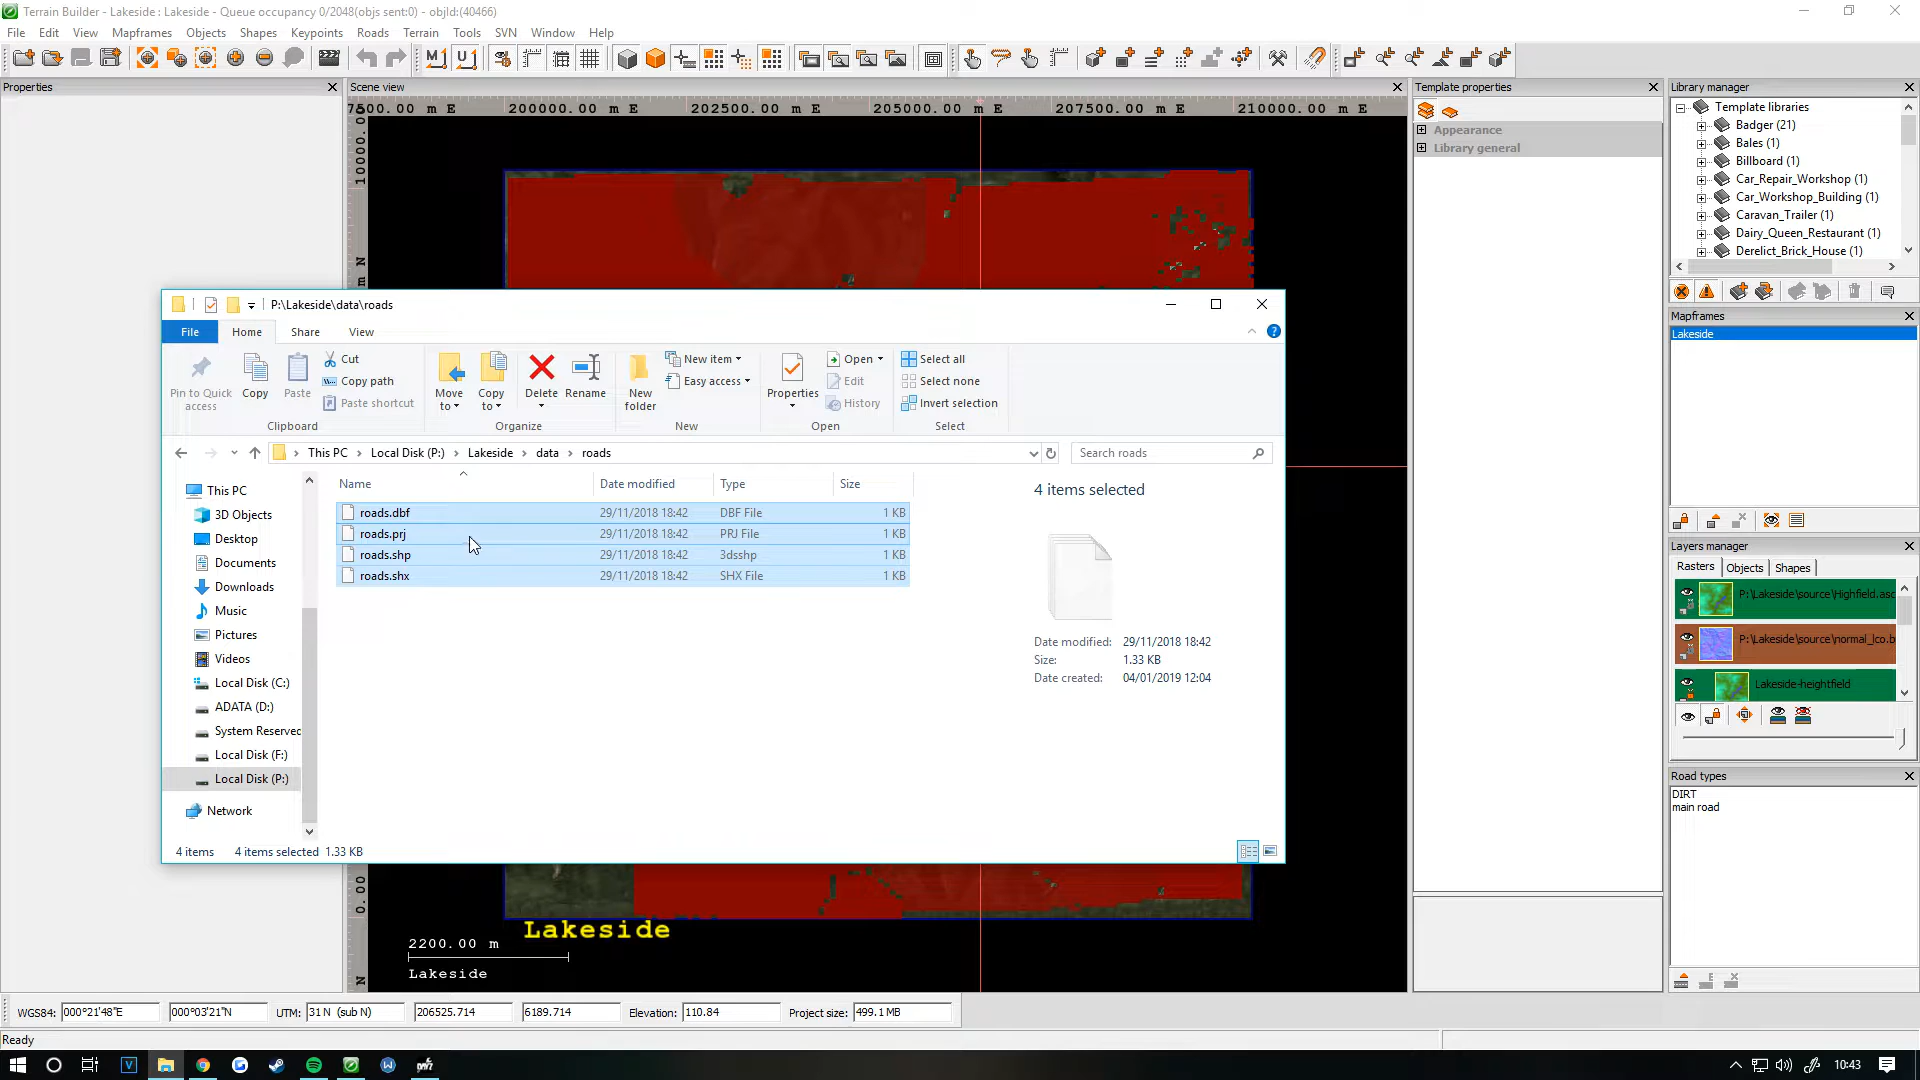 Terrain Builder - Lakeside : Lakeside - Queue occupancy 0/2048(objs sent:0) - objId:(40466)
File Edit View Mapframes Objects Shapes Keypoints Roads Terrain Tools SVN Window Help
Properties
Scene view
7500.00 m E 200000.00 m E 202500.00 m E 205000.00 m E 207500.00 m E 210000.00 m E
10000.00
m N
0.00
N
Lakeside
2200.00 m
Lakeside
P:\Lakeside\data\roads
File Home Share View
Pin to Quick access
Copy
Paste
Cut
Copy path
Paste shortcut
Clipboard
Move to
Copy to
Delete
Rename
Organize
New folder
New item
Easy access
New
Properties
Open
Edit
History
Open
Select all
Select none
Invert selection
Select
This PC
Local Disk (P:)
Lakeside
data
roads
Search roads
This PC
3D Objects
Desktop
Documents
Downloads
Music
Pictures
Videos
Local Disk (C:)
ADATA (D:)
System Reserved
Local Disk (F:)
Local Disk (P:)
Network
Name Date modified Type Size
roads.dbf 29/11/2018 18:42 DBF File 1 KB
roads.prj 29/11/2018 18:42 PRJ File 1 KB
roads.shp 29/11/2018 18:42 3dsshp 1 KB
roads.shx 29/11/2018 18:42 SHX File 1 KB
4 items selected
Date modified: 29/11/2018 18:42
Size: 1.33 KB
Date created: 04/01/2019 12:04
4 items 4 items selected 1.33 KB
Template properties
Appearance
Library general
Library manager
Template libraries
Badger (21)
Bales (1)
Billboard (1)
Car_Repair_Workshop (1)
Car_Workshop_Building (1)
Caravan_Trailer (1)
Dairy_Queen_Restaurant (1)
Derelict_Brick_House (1)
Mapframes
Lakeside
Layers manager
Rasters Objects Shapes
P:\Lakeside\source\Highfield.asc
P:\Lakeside\source\normal_lco.b
Lakeside-heightfield
Road types
DIRT
main road
WGS84: 000°21'48"E 000°03'21"N UTM: 31 N (sub N) 206525.714 6189.714 Elevation: 110.84 Project size: 499.1 MB
Ready
10:43